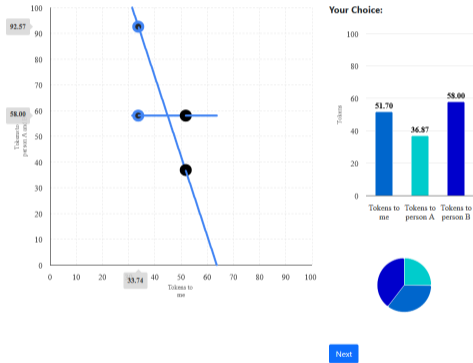 Your Choice:
100
90
80
70
60
50
40
30
20
10
0
92.57
58.00
Tokens to
person A and
0
10
20
33.74
40
50
60
70
80
90
100
Tokens to
me
100
80
60
40
20
0
Tokens
51.70
36.87
58.00
Tokens to
me
Tokens to
person A
Tokens to
person B
Next